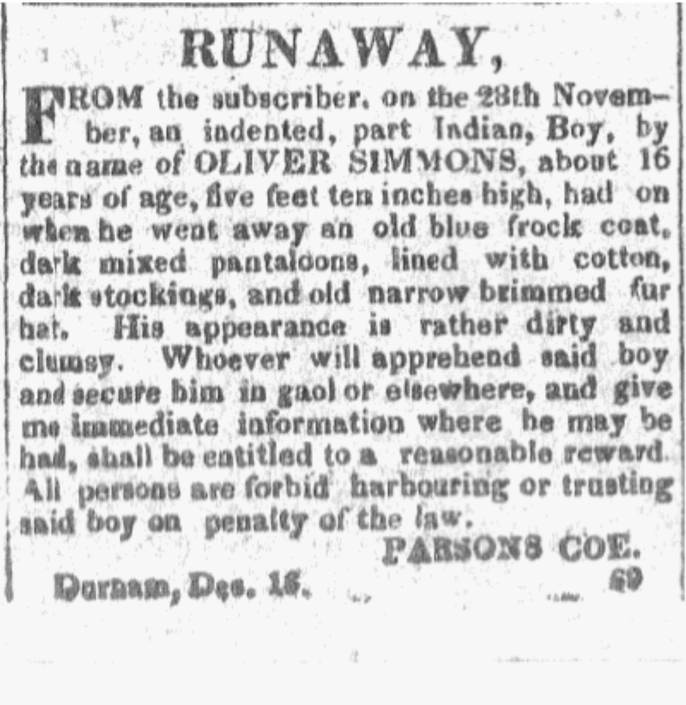 RUNAWAY,
FROM the subscriber, on the 28th Novem-
ber, an indented, part Indian, Boy, by
the name of OLIVER SIMMONS, about 16
years of age, five feet ten inches high, had on
when he went away an old blue frock coat,
dark mixed pantaloons, lined with cotton,
dark stockings, and old narrow brimmed fur
hat. His appearance is rather dirty and
clumsy. Whoever will apprehend said boy
and secure him in gaol or elsewhere, and give
me immediate information where he may be
had, shall be entitled to a reasonable reward.
All persons are forbid harbouring or trusting
said boy on penalty of the law.
PARSONS COE.
Durham, Dec. 16. 69